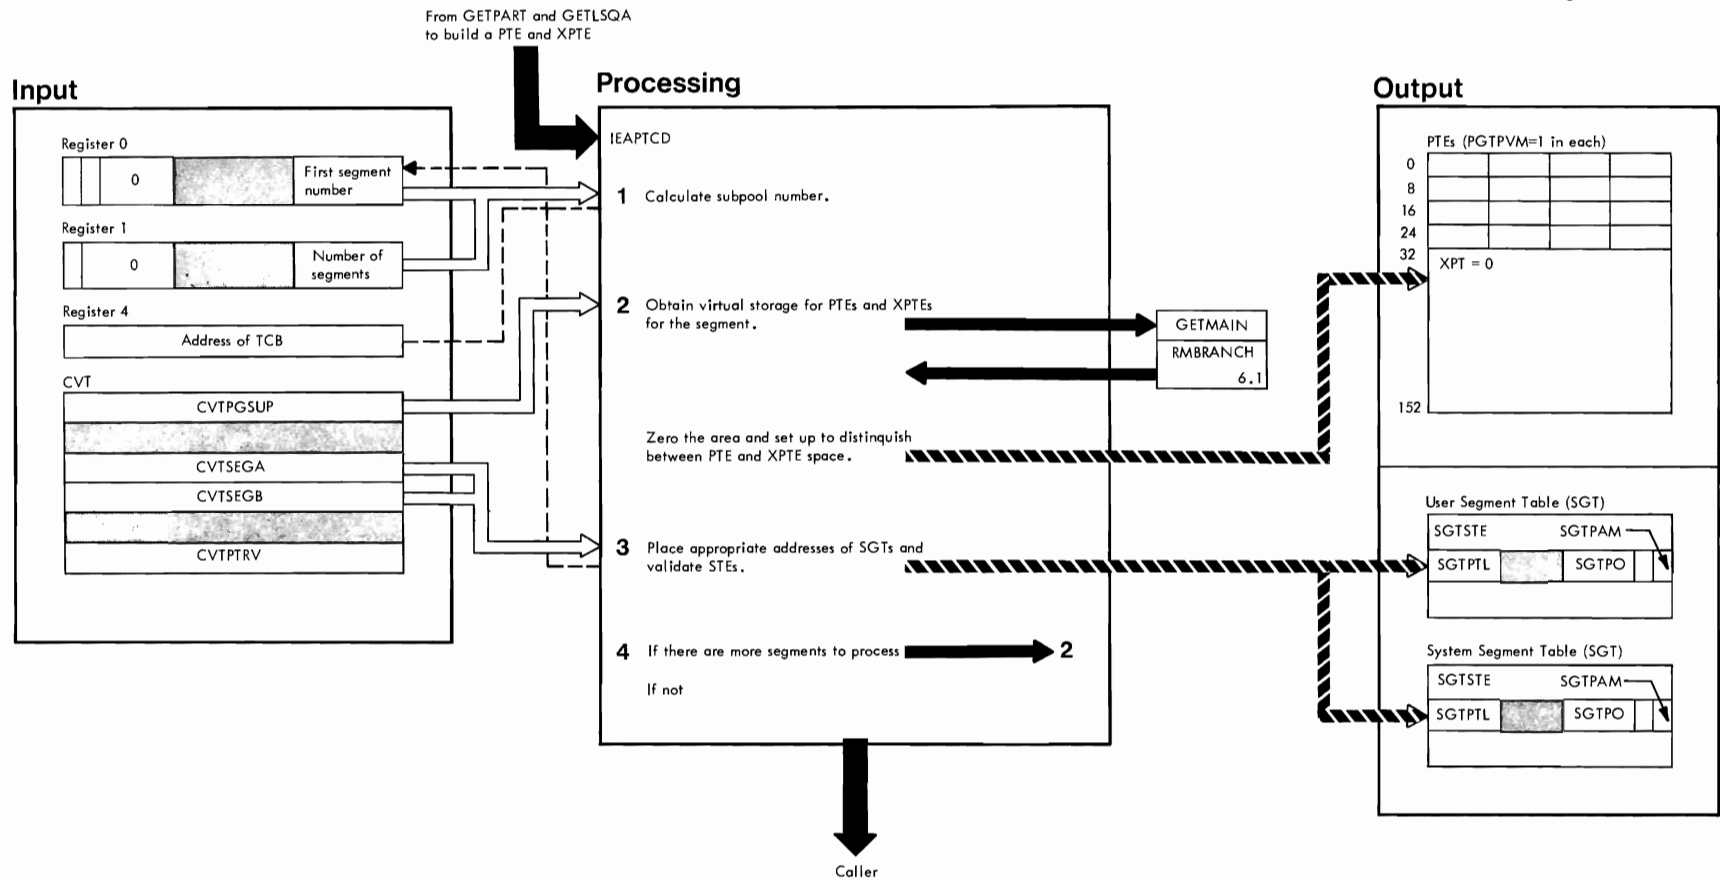 From GETPART and GETLSQA
to build a PTE and XPTE
Input
Register 0
0
First segment
number
Register 1
0
Number of
segments
Register 4
Address of TCB
CVT
CVTPGSUP
CVTSEGA
CVTSEGB
CVTPTRV
Processing
IEAPTCD
1 Calculate subpool number.
2 Obtain virtual storage for PTEs and XPTEs
for the segment.
GETMAIN
RMBRANCH
6.1
Zero the area and set up to distinquish
between PTE and XPTE space.
3 Place appropriate addresses of SGTs and
validate STEs.
4 If there are more segments to process 2
If not
Caller
Output
PTEs (PGTPVM=1 in each)
0
8
16
24
32
XPT = 0
152
User Segment Table (SGT)
SGTSTE SGTPAM
SGTPTL SGTPO
System Segment Table (SGT)
SGTSTE SGTPAM
SGTPTL SGTPO